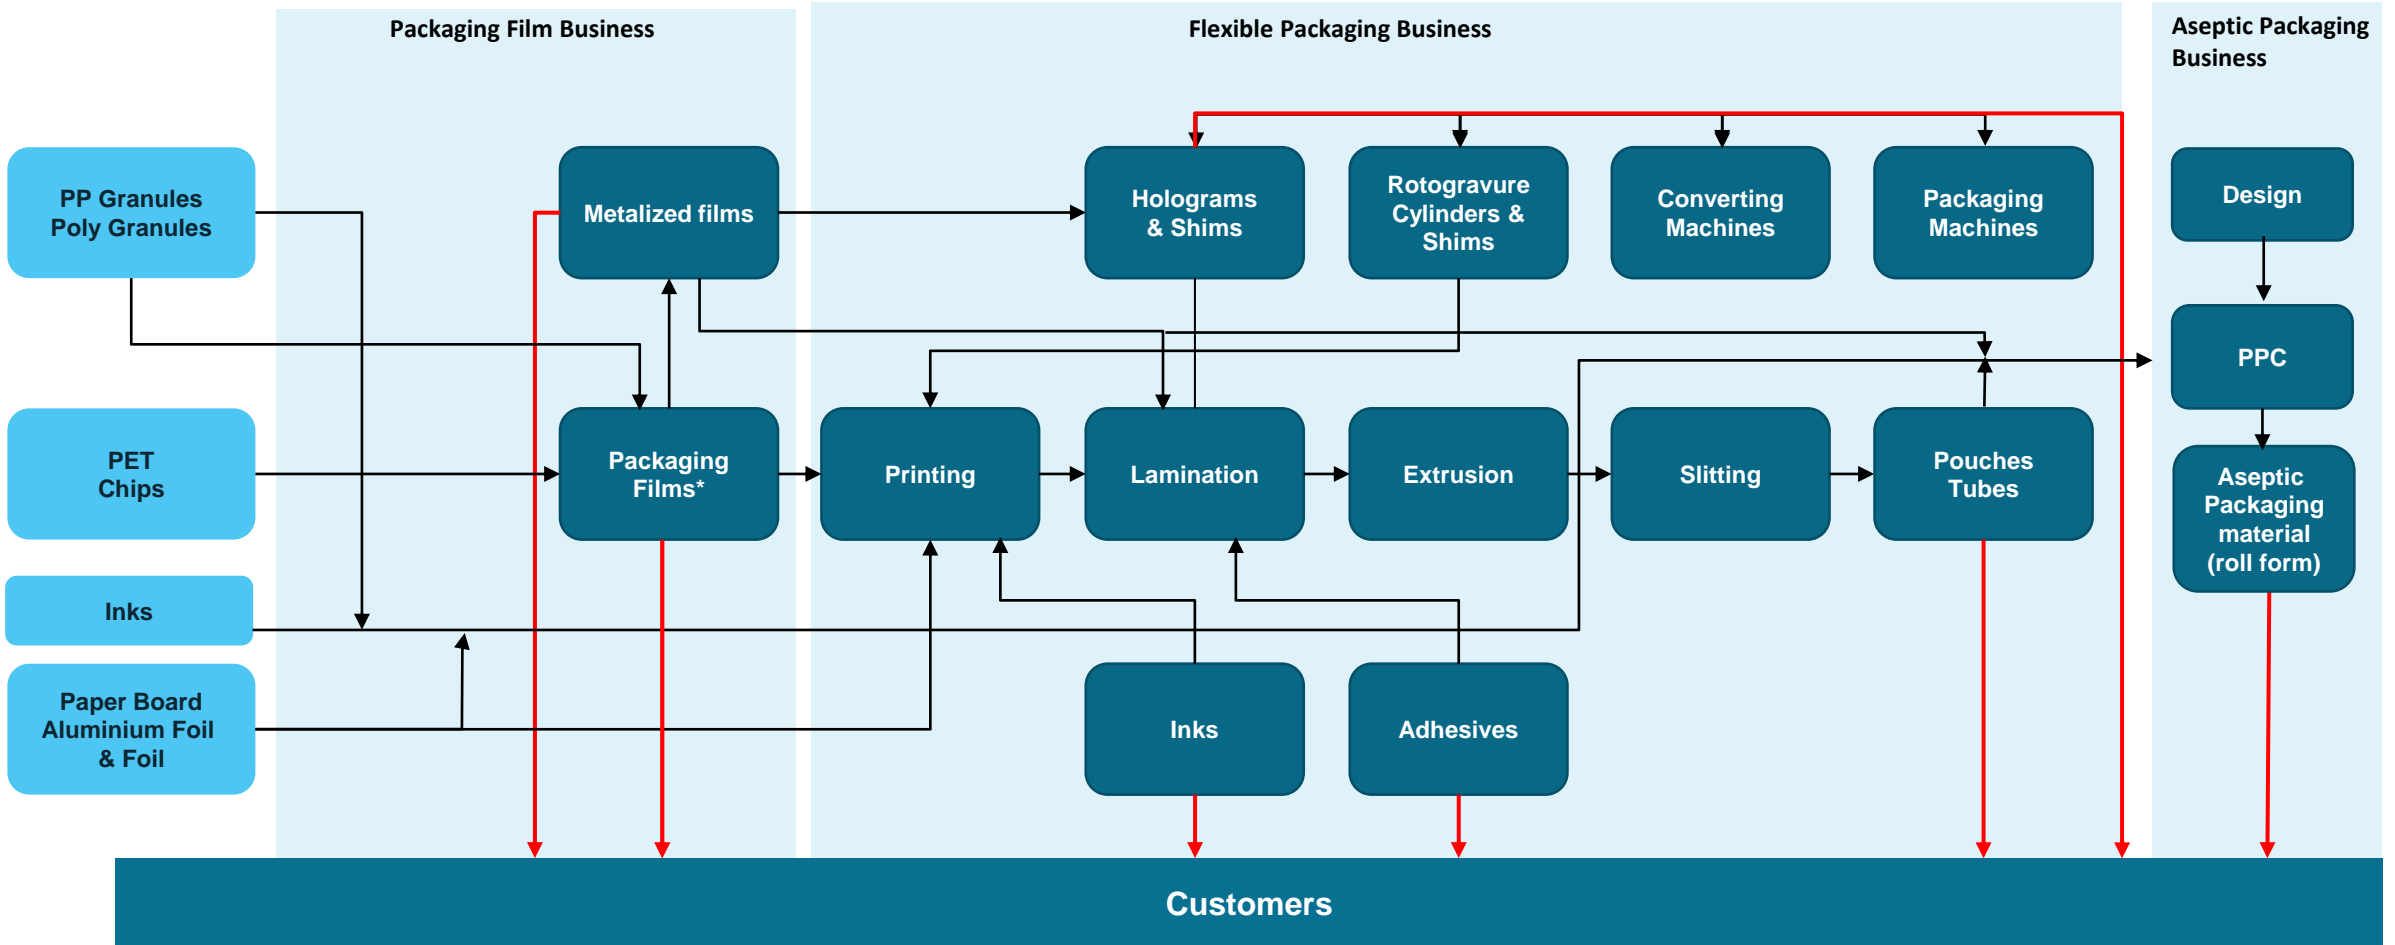 Packaging Film Business
Flexible Packaging Business
Aseptic Packaging
Business
PP Granules
Poly Granules
Metalized films
Holograms
& Shims
Rotogravure
Cylinders &
Shims
Converting
Machines
Packaging
Machines
Design
PPC
PET
Chips
Packaging
Films*
Printing
Lamination
Extrusion
Slitting
Pouches
Tubes
Aseptic
Packaging
material
(roll form)
Inks
Paper Board
Aluminium Foil
& Foil
Inks
Adhesives
Customers